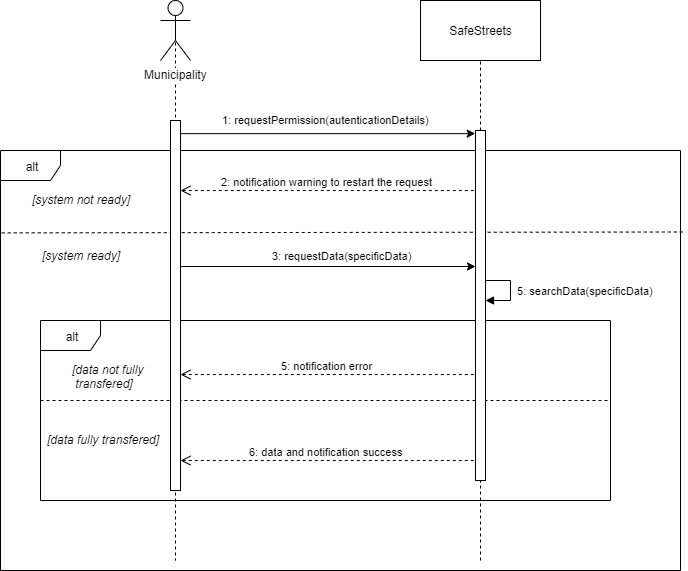 SafeStreets
Municipality
1: requestPermission(autenticationDetails)
alt
2: notification warning to restart the request
[system not ready]
[system ready]
3: requestData(specificData)
5: searchData(specificData)
alt
[data not fully
transfered]
5: notification error
[data fully transfered]
6: data and notification success